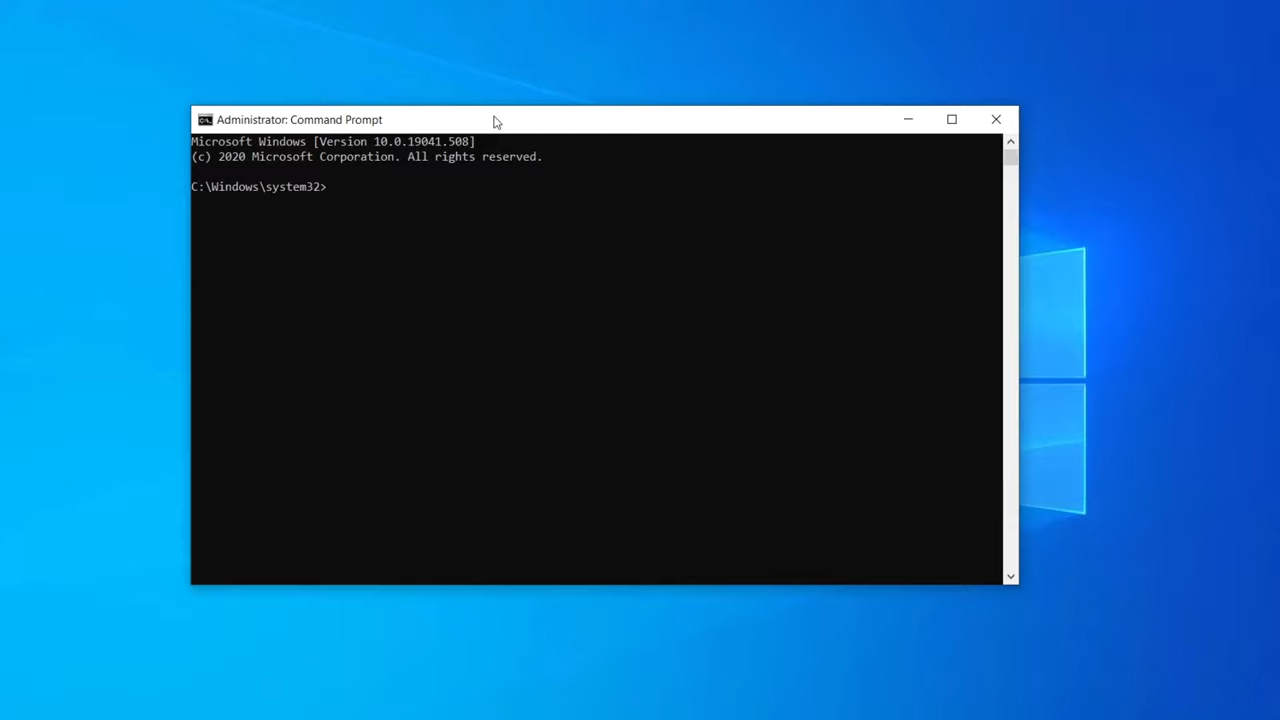 Administrator: Command Prompt
Microsoft Windows [Version 10.0.19041.508]
(c) 2020 Microsoft Corporation. All rights reserved.
C:\Windows\system32>